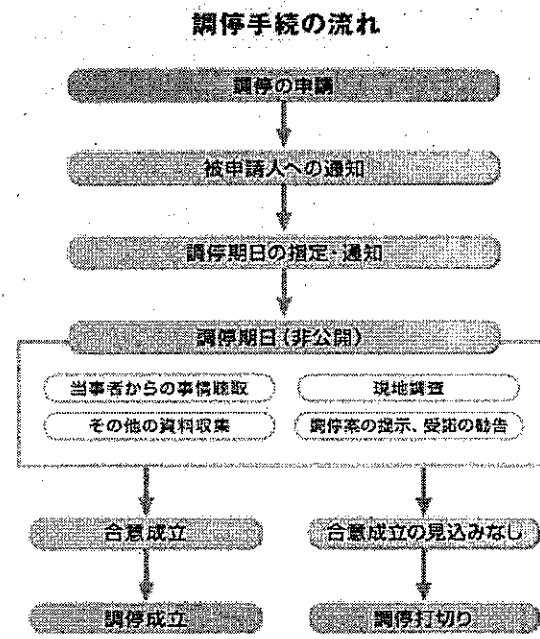 調停手続の流れ
調停の申請
被申請人への通知
調停期日の指定・通知
調停期日(非公開)
当事者からの事情聴取
現地調査
その他の資料収集
調停案の提示、受諾の勧告
合意成立
合意成立の見込みなし
調停成立
調停打切り